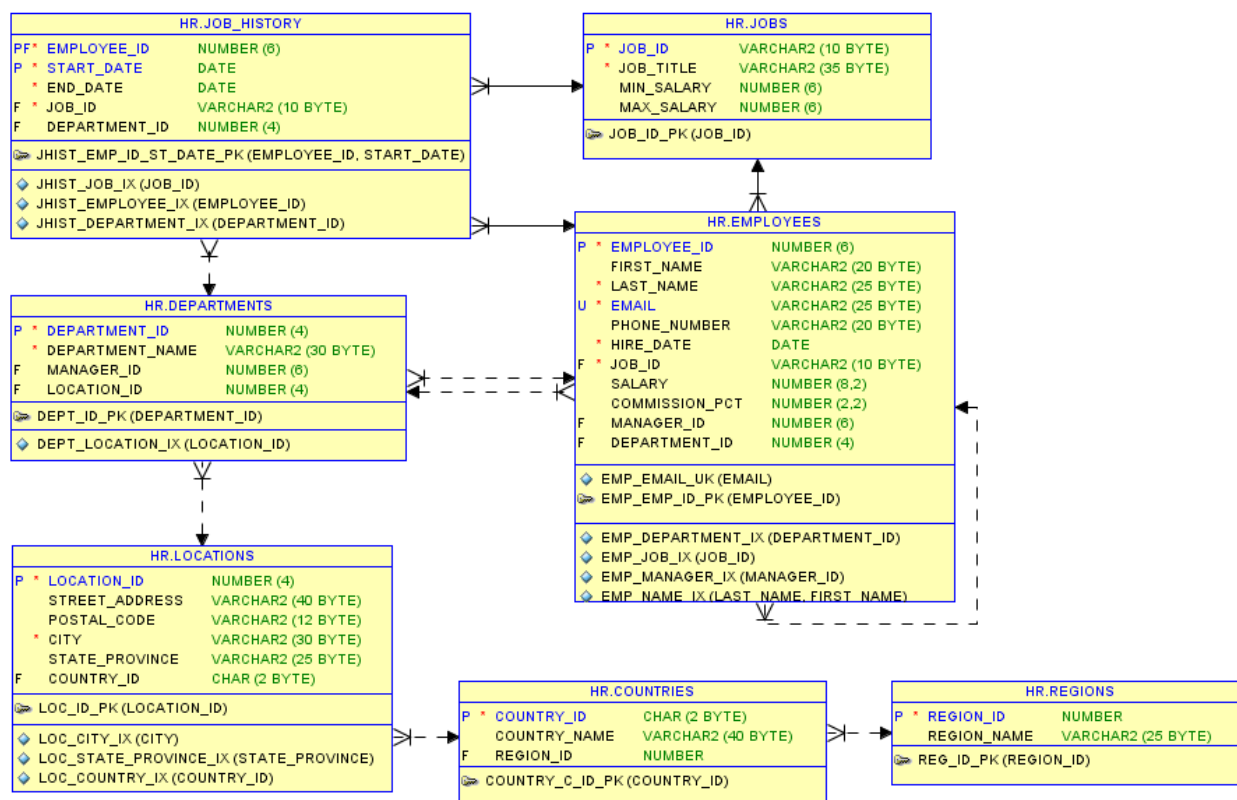 HR.JOB_HISTORY
PF* EMPLOYEE_ID NUMBER (6)
P * START_DATE DATE
* END_DATE DATE
F * JOB_ID VARCHAR2 (10 BYTE)
F DEPARTMENT_ID NUMBER (4)
JHIST_EMP_ID_ST_DATE_PK (EMPLOYEE_ID, START_DATE)
JHIST_JOB_IX (JOB_ID)
JHIST_EMPLOYEE_IX (EMPLOYEE_ID)
JHIST_DEPARTMENT_IX (DEPARTMENT_ID)
HR.JOBS
P * JOB_ID VARCHAR2 (10 BYTE)
* JOB_TITLE VARCHAR2 (35 BYTE)
MIN_SALARY NUMBER (6)
MAX_SALARY NUMBER (6)
JOB_ID_PK (JOB_ID)
HR.EMPLOYEES
P * EMPLOYEE_ID NUMBER (6)
FIRST_NAME VARCHAR2 (20 BYTE)
* LAST_NAME VARCHAR2 (25 BYTE)
U * EMAIL VARCHAR2 (25 BYTE)
PHONE_NUMBER VARCHAR2 (20 BYTE)
* HIRE_DATE DATE
F * JOB_ID VARCHAR2 (10 BYTE)
SALARY NUMBER (8,2)
COMMISSION_PCT NUMBER (2,2)
F MANAGER_ID NUMBER (6)
F DEPARTMENT_ID NUMBER (4)
EMP_EMAIL_UK (EMAIL)
EMP_EMP_ID_PK (EMPLOYEE_ID)
EMP_DEPARTMENT_IX (DEPARTMENT_ID)
EMP_JOB_IX (JOB_ID)
EMP_MANAGER_IX (MANAGER_ID)
EMP_NAME_IX (LAST_NAME, FIRST_NAME)
HR.DEPARTMENTS
P * DEPARTMENT_ID NUMBER (4)
* DEPARTMENT_NAME VARCHAR2 (30 BYTE)
F MANAGER_ID NUMBER (6)
F LOCATION_ID NUMBER (4)
DEPT_ID_PK (DEPARTMENT_ID)
DEPT_LOCATION_IX (LOCATION_ID)
HR.LOCATIONS
P * LOCATION_ID NUMBER (4)
STREET_ADDRESS VARCHAR2 (40 BYTE)
POSTAL_CODE VARCHAR2 (12 BYTE)
* CITY VARCHAR2 (30 BYTE)
STATE_PROVINCE VARCHAR2 (25 BYTE)
F COUNTRY_ID CHAR (2 BYTE)
LOC_ID_PK (LOCATION_ID)
LOC_CITY_IX (CITY)
LOC_STATE_PROVINCE_IX (STATE_PROVINCE)
LOC_COUNTRY_IX (COUNTRY_ID)
HR.COUNTRIES
P * COUNTRY_ID CHAR (2 BYTE)
COUNTRY_NAME VARCHAR2 (40 BYTE)
F REGION_ID NUMBER
COUNTRY_C_ID_PK (COUNTRY_ID)
HR.REGIONS
P * REGION_ID NUMBER
REGION_NAME VARCHAR2 (25 BYTE)
REG_ID_PK (REGION_ID)